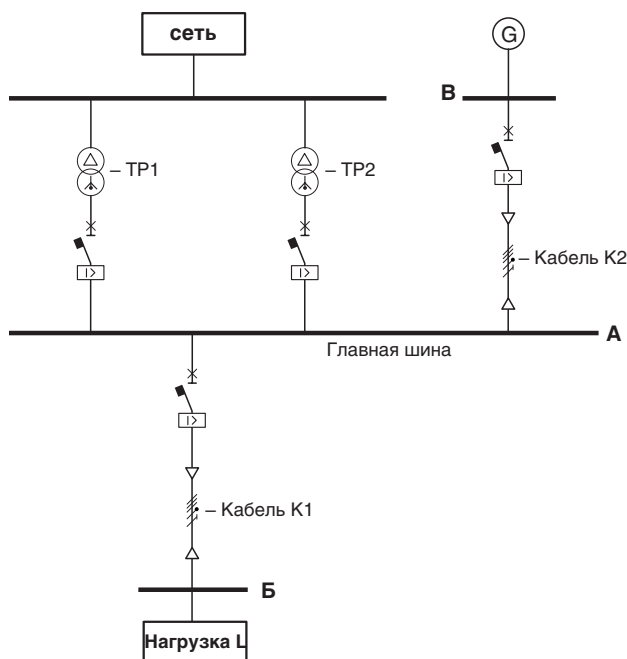 сеть
G
В
– ТР1
– ТР2
I>
I>
I>
– Кабель К2
А
Главная шина
I>
– Кабель К1
Б
Нагрузка L